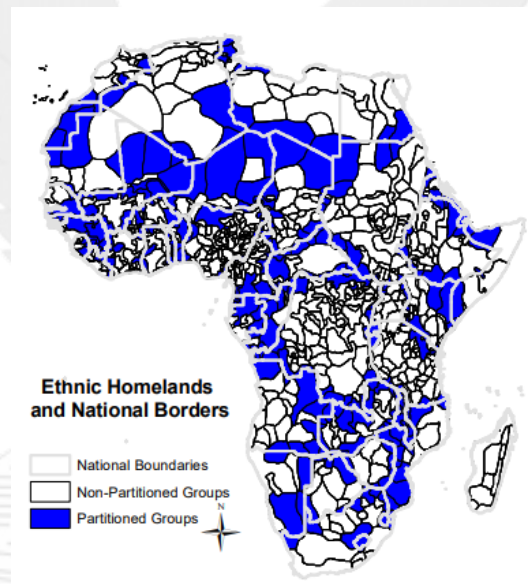 Ethnic Homelands
and National Borders
National Boundaries
Non-Partitioned Groups
Partitioned Groups
N